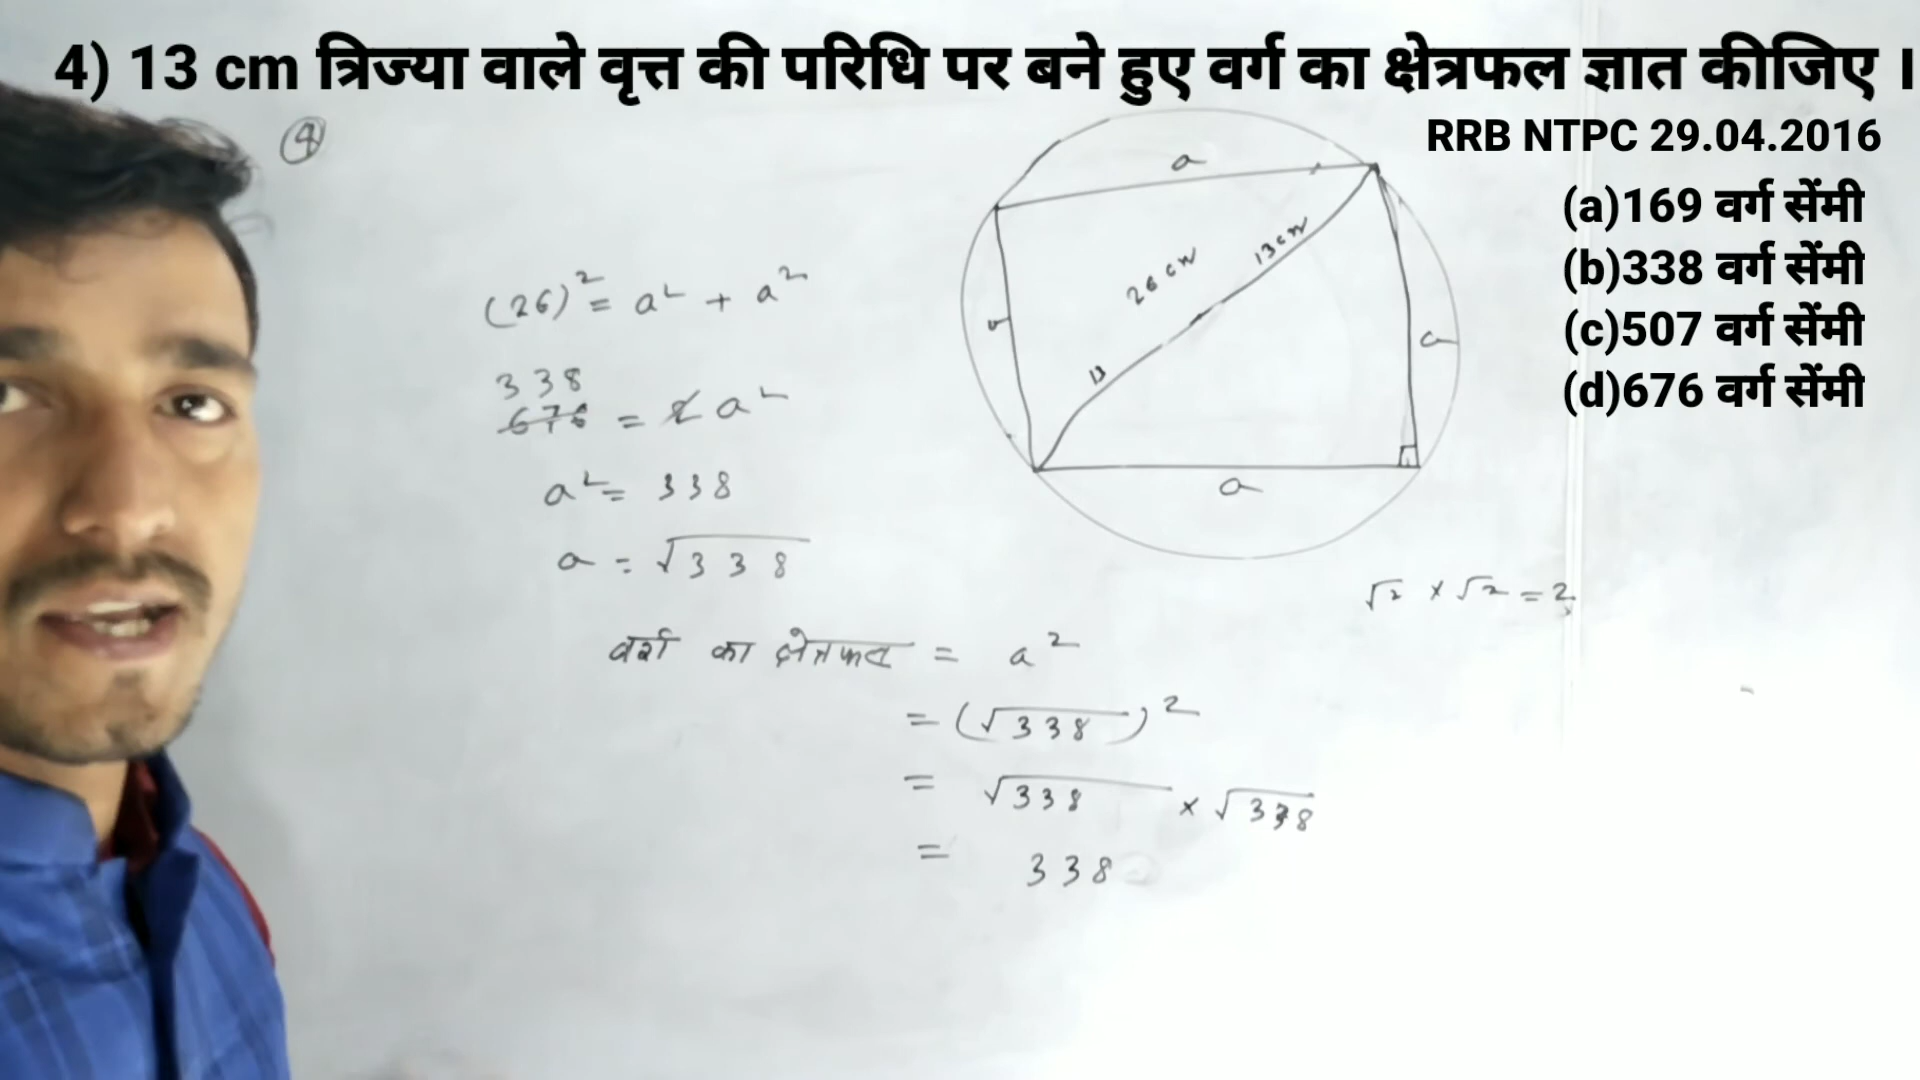 4) 13 cm त्रिज्या वाले वृत्त की परिधि पर बने हुए वर्ग का क्षेत्रफल ज्ञात कीजिए ।
RRB NTPC 29.04.2016
(a)169 वर्ग सेंमी
(b)338 वर्ग सेंमी
(c)507 वर्ग सेंमी
(d)676 वर्ग सेंमी
④
(26)² = a² + a²
338
676 = 2a²
a² = 338
a = √338
वर्ग का क्षेत्रफल = a²
= (√338)²
= √338 × √338
= 338
a
a
26 cm
13 cm
13
a
a
√2 × √2 = 2